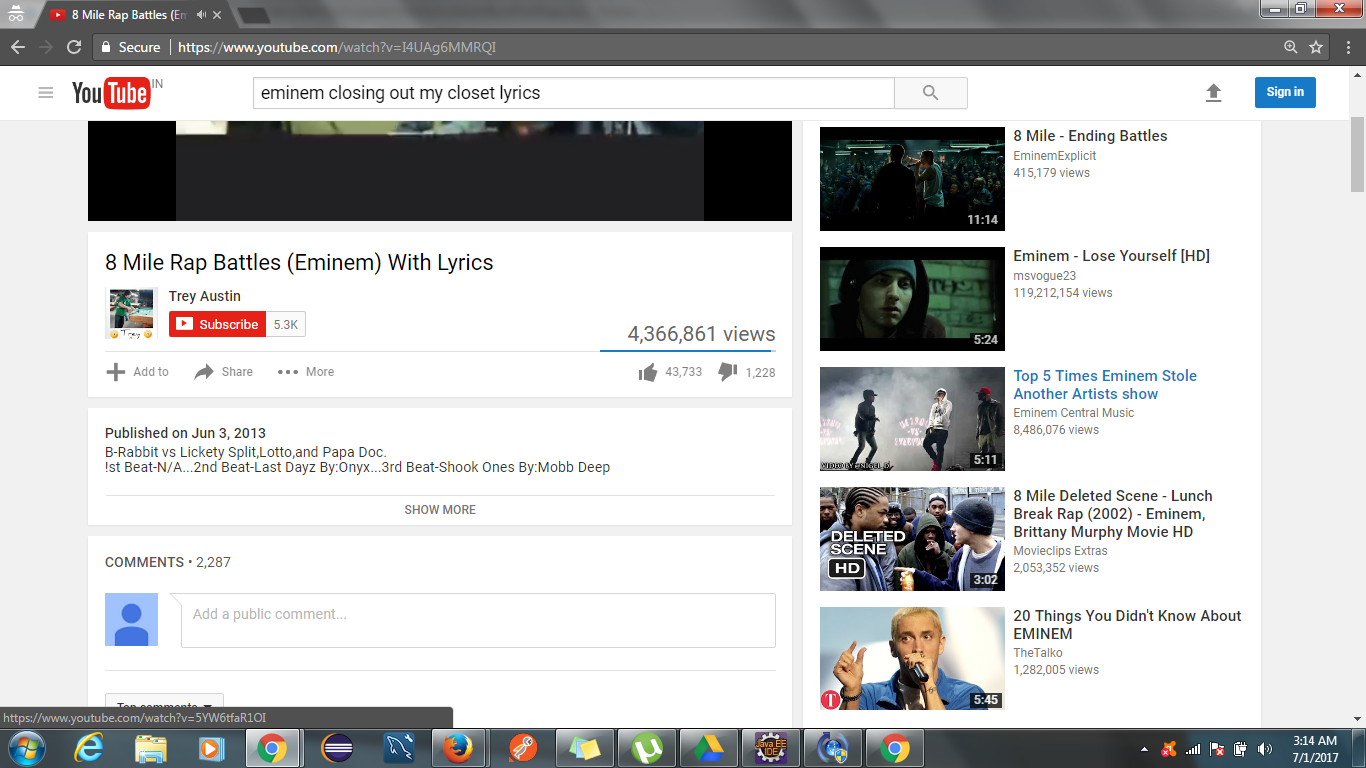 8 Mile Rap Battles (Em
Secure https://www.youtube.com/watch?v=I4UAg6MMRQI
YouTube IN
eminem closing out my closet lyrics
Sign in
8 Mile Rap Battles (Eminem) With Lyrics
Trey Austin
Subscribe 5.3K
4,366,861 views
Add to Share More 43,733 1,228
Published on Jun 3, 2013
B-Rabbit vs Lickety Split,Lotto,and Papa Doc.
!st Beat-N/A...2nd Beat-Last Dayz By:Onyx...3rd Beat-Shook Ones By:Mobb Deep
SHOW MORE
COMMENTS • 2,287
Add a public comment...
Top comments
https://www.youtube.com/watch?v=5YW6tfaR1OI
8 Mile - Ending Battles
EminemExplicit
415,179 views
11:14
Eminem - Lose Yourself [HD]
msvogue23
119,212,154 views
5:24
Top 5 Times Eminem Stole
Another Artists show
Eminem Central Music
8,486,076 views
5:11
8 Mile Deleted Scene - Lunch
Break Rap (2002) - Eminem,
Brittany Murphy Movie HD
Movieclips Extras
2,053,352 views
DELETED
SCENE
HD
3:02
20 Things You Didn't Know About
EMINEM
TheTalko
1,282,005 views
T
5:45
Java EE
IDE
3:14 AM
7/1/2017